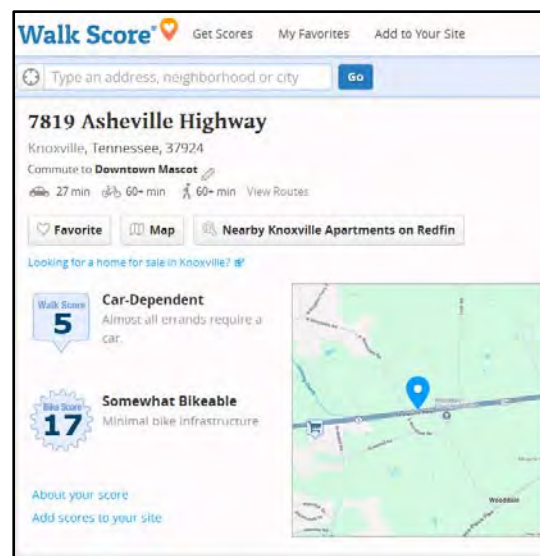 Walk Score® Get Scores My Favorites Add to Your Site
Type an address, neighborhood or city Go
7819 Asheville Highway
Knoxville, Tennessee, 37924
Commute to Downtown Mascot
27 min 60+ min 60+ min View Routes
Favorite Map Nearby Knoxville Apartments on Redfin
Looking for a home for sale in Knoxville?
Walk Score
5
Car-Dependent
Almost all errands require a
car.
Bike Score
17
Somewhat Bikeable
Minimal bike infrastructure
About your score
Add scores to your site